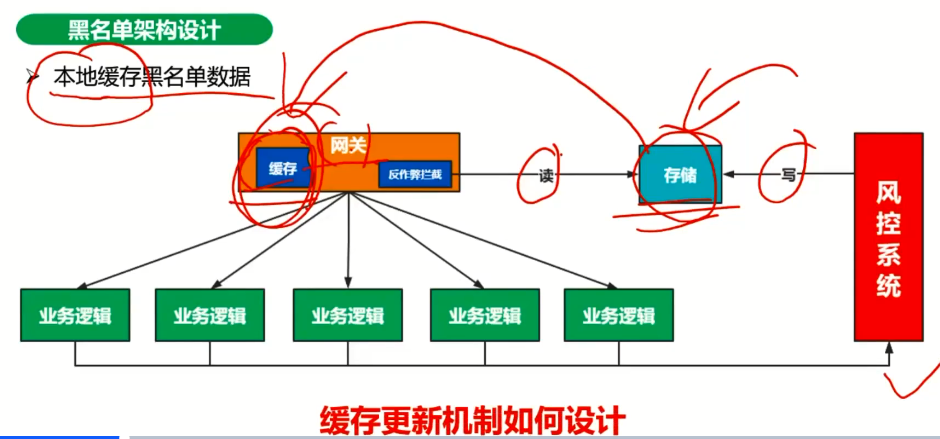 黑名单架构设计
➢ 本地缓存黑名单数据
网关
缓存
反作弊拦截
读
存储
写
风控系统
业务逻辑
业务逻辑
业务逻辑
业务逻辑
业务逻辑
缓存更新机制如何设计